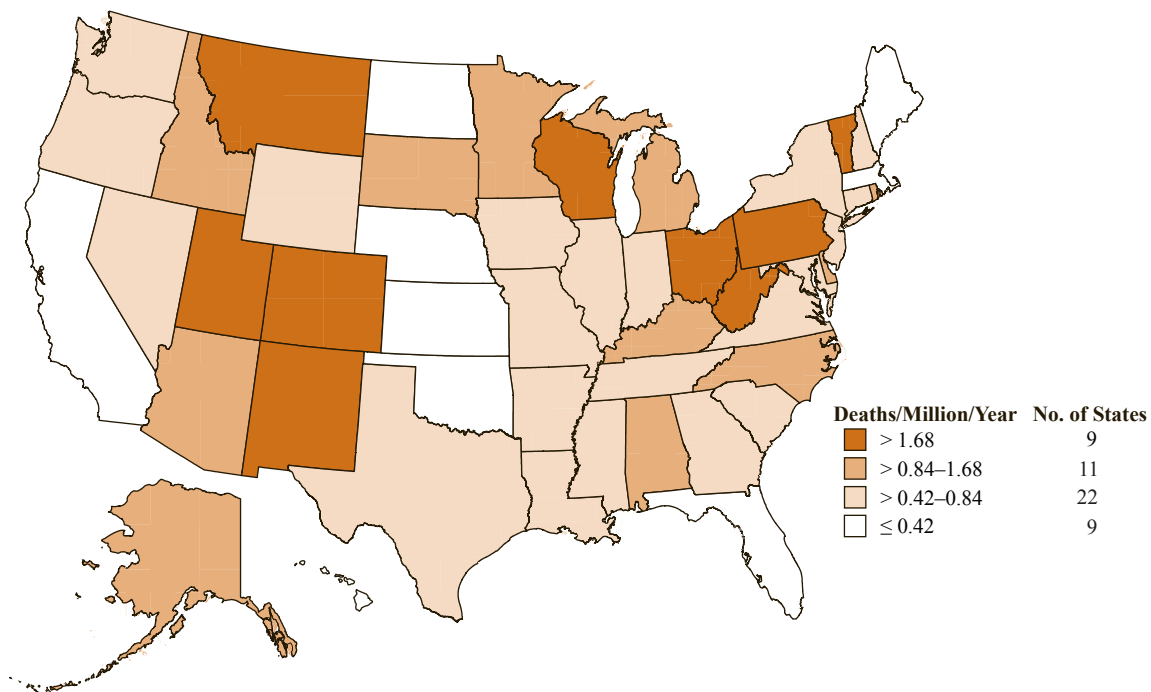 Deaths/Million/Year No. of States
> 1.68 9
> 0.84–1.68 11
> 0.42–0.84 22
≤ 0.42 9